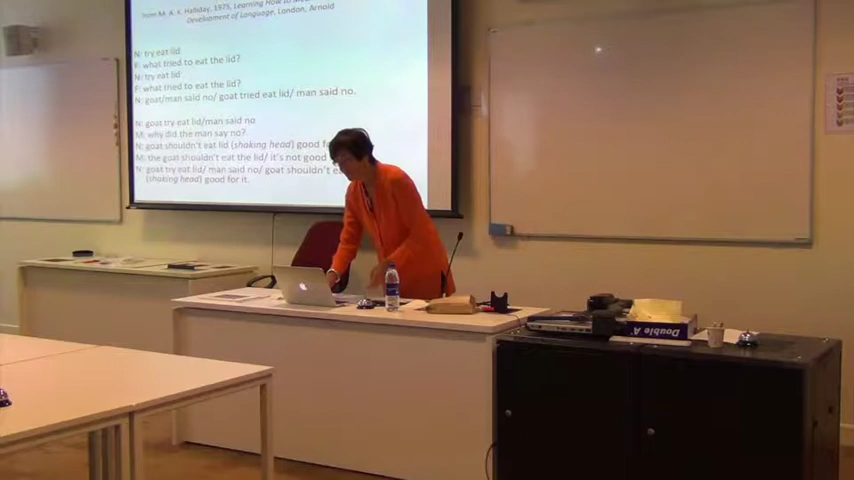 from M. A. K. Halliday, 1975, Learning How to
Development of Language, London, Arnold
N: try eat lid
F: what tried to eat the lid?
N: try eat lid
F: what tried to eat the lid?
N: goat/man said no/ goat tried eat lid/ man said no.
N: goat try eat lid/man said no
M: why did the man say no?
N: goat shouldn't eat lid (shaking head) good
M: the goat shouldn't eat the lid/ it's not good
N: goat try eat lid/ man said no/ goat shouldn't
(shaking head) good for it.
Double A